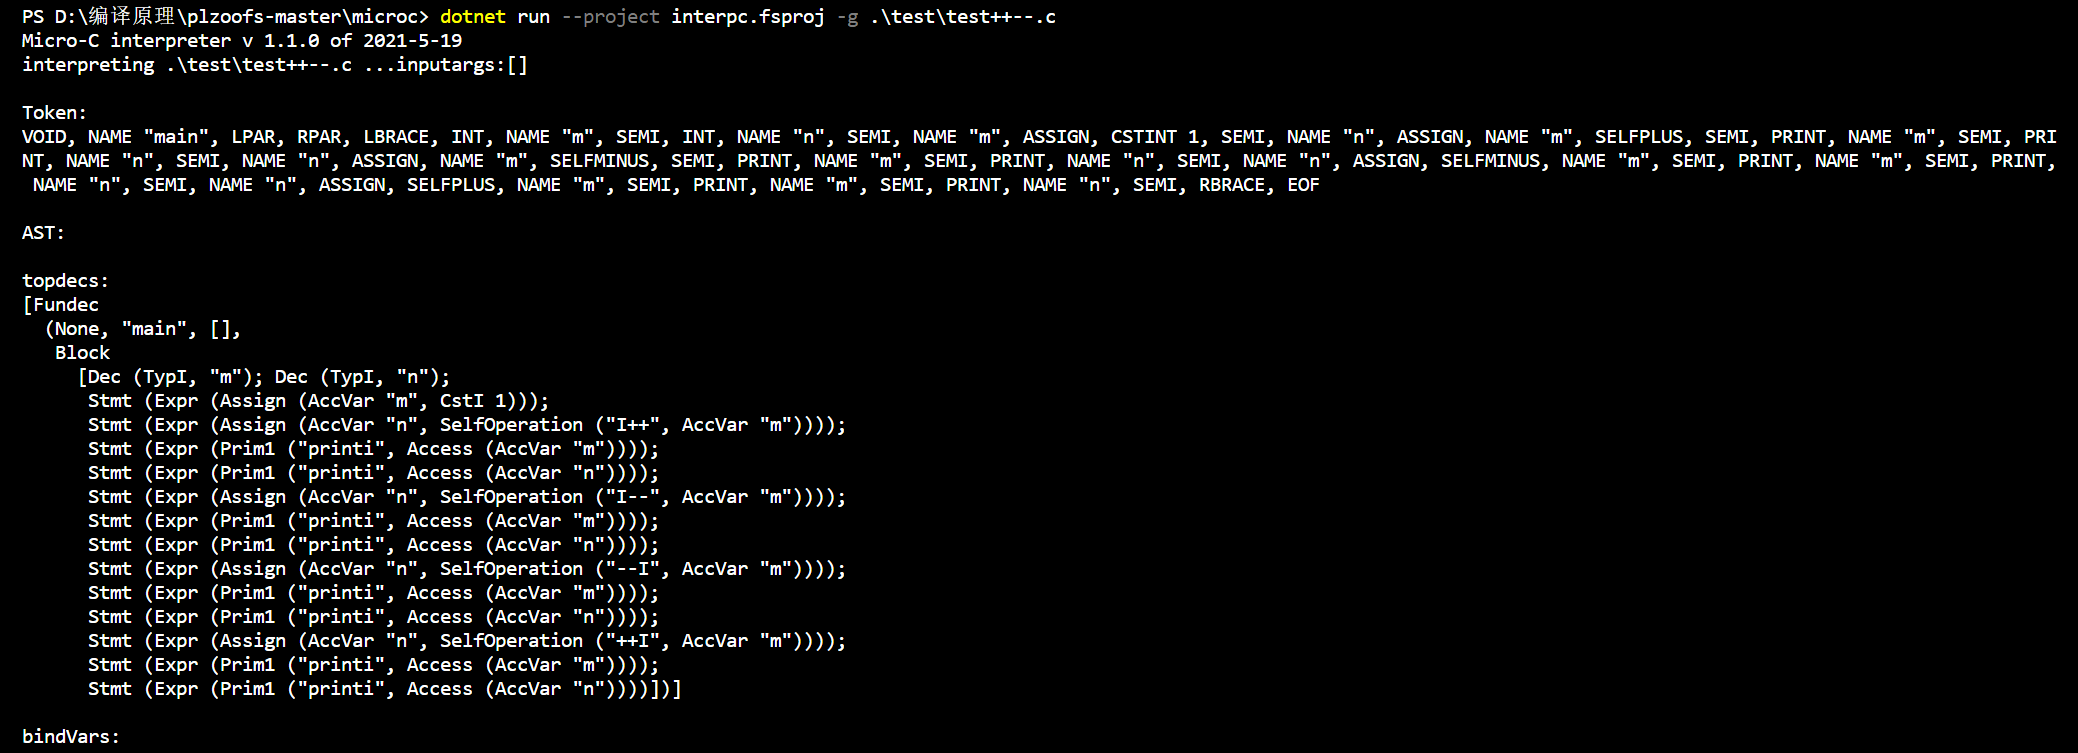 PS D:\编译原理\plzoofs-master\microc> dotnet run --project interpc.fsproj -g .\test\test++--.c
Micro-C interpreter v 1.1.0 of 2021-5-19
interpreting .\test\test++--.c ...inputargs:[]
Token:
VOID, NAME "main", LPAR, RPAR, LBRACE, INT, NAME "m", SEMI, INT, NAME "n", SEMI, NAME "m", ASSIGN, CSTINT 1, SEMI, NAME "n", ASSIGN, NAME "m", SELFPLUS, SEMI, PRINT, NAME "m", SEMI, PRI
NT, NAME "n", SEMI, NAME "n", ASSIGN, NAME "m", SELFMINUS, SEMI, PRINT, NAME "m", SEMI, PRINT, NAME "n", SEMI, NAME "n", ASSIGN, SELFMINUS, NAME "m", SEMI, PRINT, NAME "m", SEMI, PRINT,
 NAME "n", SEMI, NAME "n", ASSIGN, SELFPLUS, NAME "m", SEMI, PRINT, NAME "m", SEMI, PRINT, NAME "n", SEMI, RBRACE, EOF
AST:
topdecs:
[Fundec
  (None, "main", [],
   Block
     [Dec (TypI, "m"); Dec (TypI, "n");
      Stmt (Expr (Assign (AccVar "m", CstI 1)));
      Stmt (Expr (Assign (AccVar "n", SelfOperation ("I++", AccVar "m"))));
      Stmt (Expr (Prim1 ("printi", Access (AccVar "m"))));
      Stmt (Expr (Prim1 ("printi", Access (AccVar "n"))));
      Stmt (Expr (Assign (AccVar "n", SelfOperation ("I--", AccVar "m"))));
      Stmt (Expr (Prim1 ("printi", Access (AccVar "m"))));
      Stmt (Expr (Prim1 ("printi", Access (AccVar "n"))));
      Stmt (Expr (Assign (AccVar "n", SelfOperation ("--I", AccVar "m"))));
      Stmt (Expr (Prim1 ("printi", Access (AccVar "m"))));
      Stmt (Expr (Prim1 ("printi", Access (AccVar "n"))));
      Stmt (Expr (Assign (AccVar "n", SelfOperation ("++I", AccVar "m"))));
      Stmt (Expr (Prim1 ("printi", Access (AccVar "m"))));
      Stmt (Expr (Prim1 ("printi", Access (AccVar "n"))))])]
bindVars: